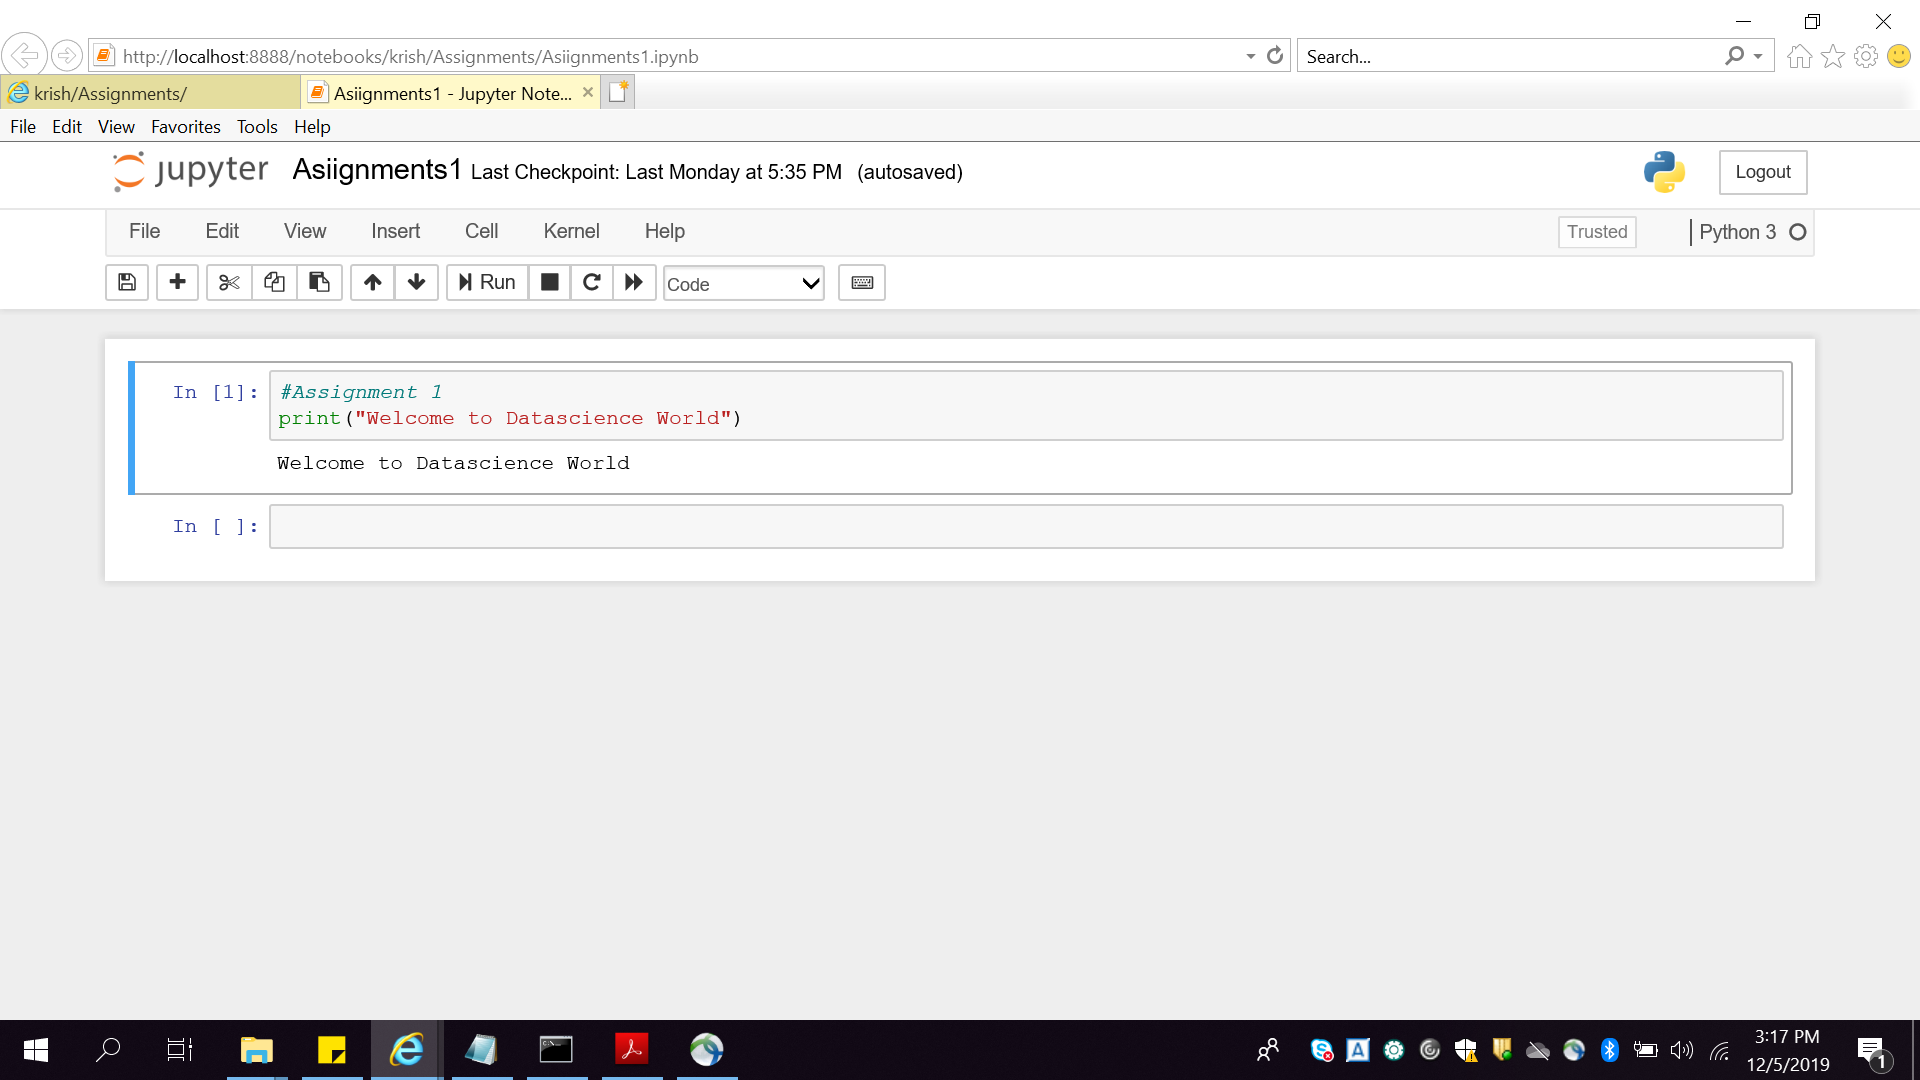 http://localhost:8888/notebooks/krish/Assignments/Asiignments1.ipynb
Search...
krish/Assignments/
Asiignments1 - Jupyter Note...
File Edit View Favorites Tools Help
jupyter Asiignments1 Last Checkpoint: Last Monday at 5:35 PM (autosaved)
Logout
File Edit View Insert Cell Kernel Help
Trusted
Python 3
Run
Code
In [1]: #Assignment 1
print("Welcome to Datascience World")
Welcome to Datascience World
In [ ]:
3:17 PM
12/5/2019
1